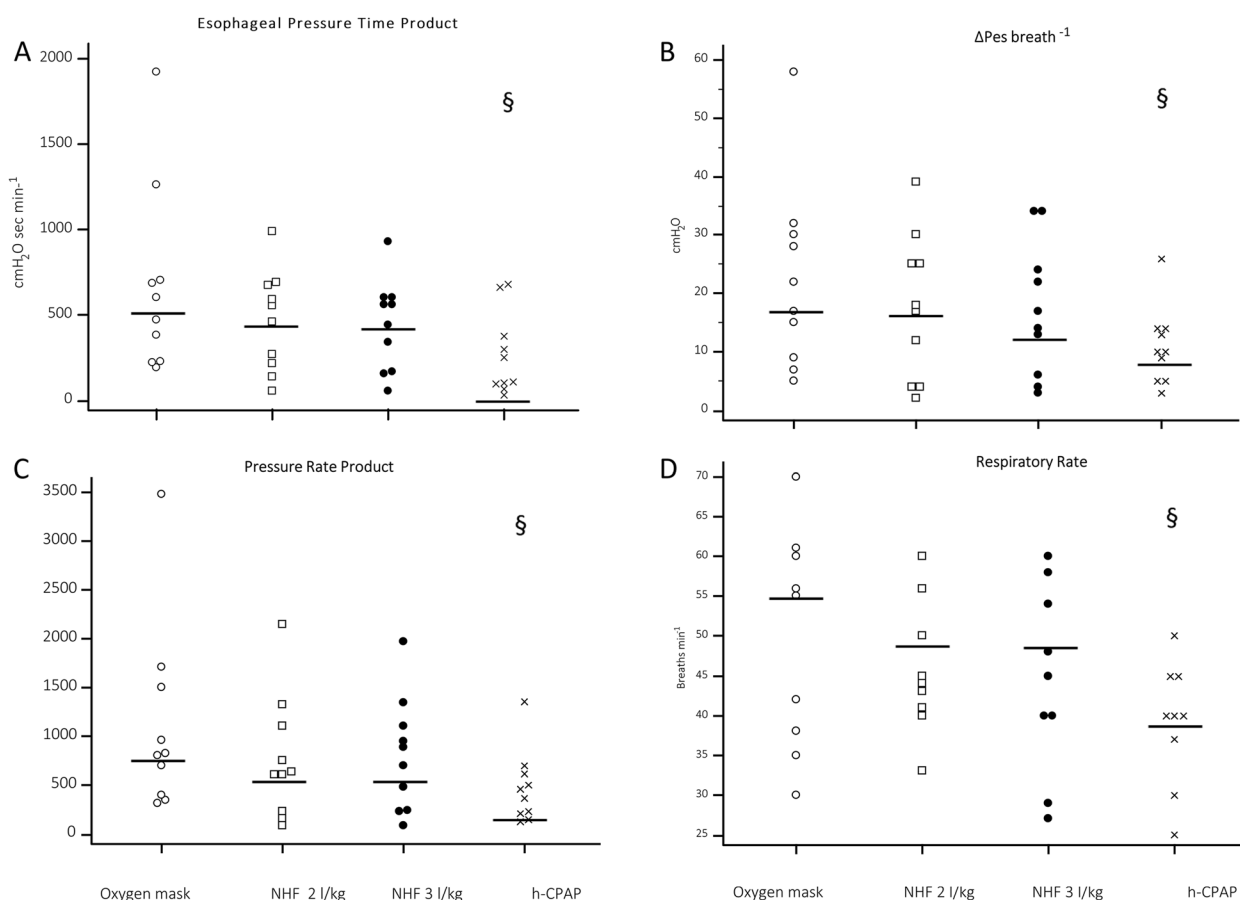 Esophageal Pressure Time Product
A
2000
1500
1000
500
0
cmH₂O sec min-¹
§
ΔPes breath ⁻¹
B
60
50
40
30
20
10
0
cmH₂O
§
Pressure Rate Product
C
3500
3000
2500
2000
1500
1000
500
0
§
Respiratory Rate
D
70
65
60
55
50
45
40
35
30
25
Breaths min⁻¹
§
Oxygen mask NHF 2 l/kg NHF 3 l/kg h-CPAP
Oxygen mask NHF 2 l/kg NHF 3 l/kg h-CPAP